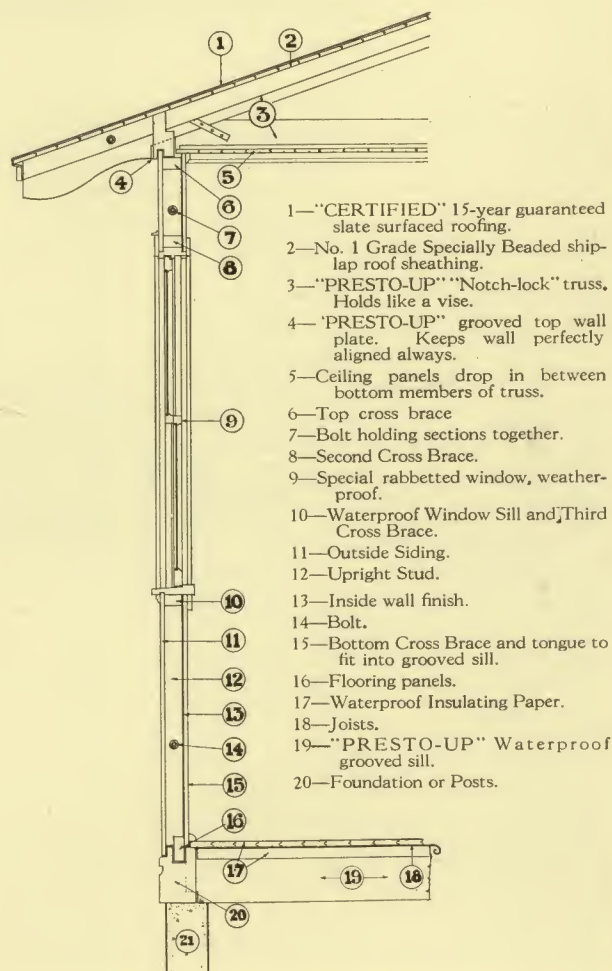 1
2
3
4
5
6
7
8
9
10
11
12
13
14
15
16
17
18
19
20
21
1—"CERTIFIED" 15-year guaranteed
slate surfaced roofing.
2—No. 1 Grade Specially Beaded ship-
lap roof sheathing.
3—"PRESTO-UP" "Notch-lock" truss.
Holds like a vise.
4—'PRESTO-UP" grooved top wall
plate. Keeps wall perfectly
aligned always.
5—Ceiling panels drop in between
bottom members of truss.
6—Top cross brace
7—Bolt holding sections together.
8—Second Cross Brace.
9—Special rabbetted window, weather-
proof.
10—Waterproof Window Sill and Third
Cross Brace.
11—Outside Siding.
12—Upright Stud.
13—Inside wall finish.
14—Bolt.
15—Bottom Cross Brace and tongue to
fit into grooved sill.
16—Flooring panels.
17—Waterproof Insulating Paper.
18—Joists.
19—"PRESTO-UP" Waterproof
grooved sill.
20—Foundation or Posts.